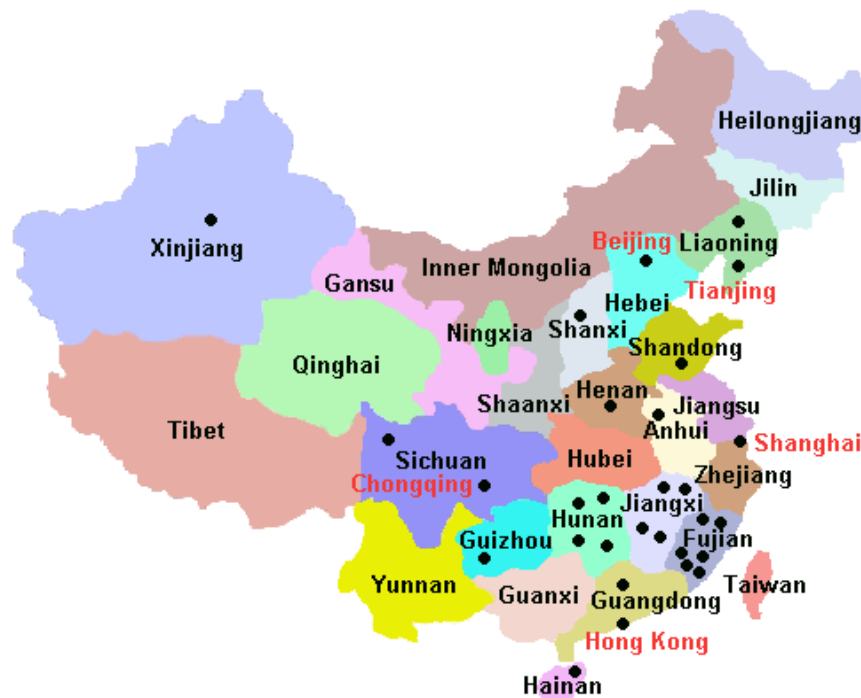 Heilongjiang
Jilin
Xinjiang
Beijing
Liaoning
Inner Mongolia
Gansu
Tianjing
Hebei
Ningxia
Shanxi
Shandong
Qinghai
Henan
Shaanxi
Jiangsu
Tibet
Anhui
Shanghai
Sichuan
Hubei
Zhejiang
Chongqing
Jiangxi
Hunan
Guizhou
Fujian
Yunnan
Taiwan
Guanxi
Guangdong
Hong Kong
Hainan